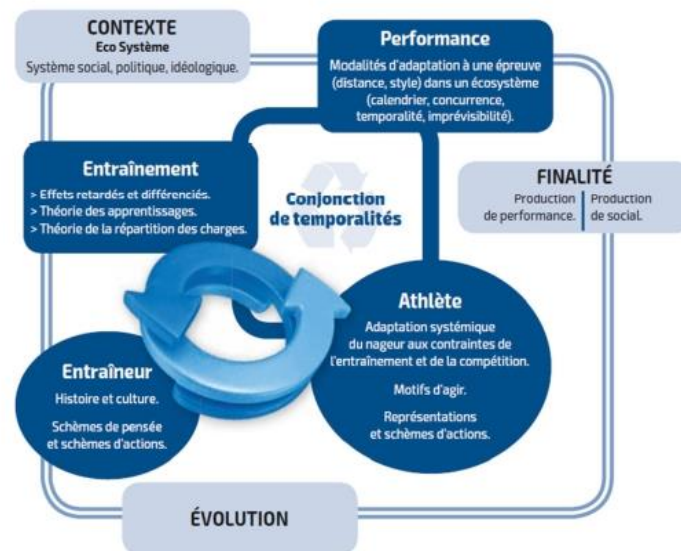 CONTEXTE
Eco Système
Système social, politique, idéologique.
Performance
Modalités d'adaptation à une épreuve
(distance, style) dans un écosystème
(calendrier, concurrence,
temporalité, imprévisibilité).
Entraînement
> Effets retardés et différenciés.
> Théorie des apprentissages.
> Théorie de la répartition des charges.
Conjonction
de temporalités
FINALITÉ
Production
de performance.
Production
de social.
Athlète
Adaptation systémique
du nageur aux contraintes de
l'entraînement et de la compétition.
Motifs d'agir.
Représentations
et schèmes d'actions.
Entraîneur
Histoire et culture.
Schèmes de pensée
et schèmes d'actions.
ÉVOLUTION